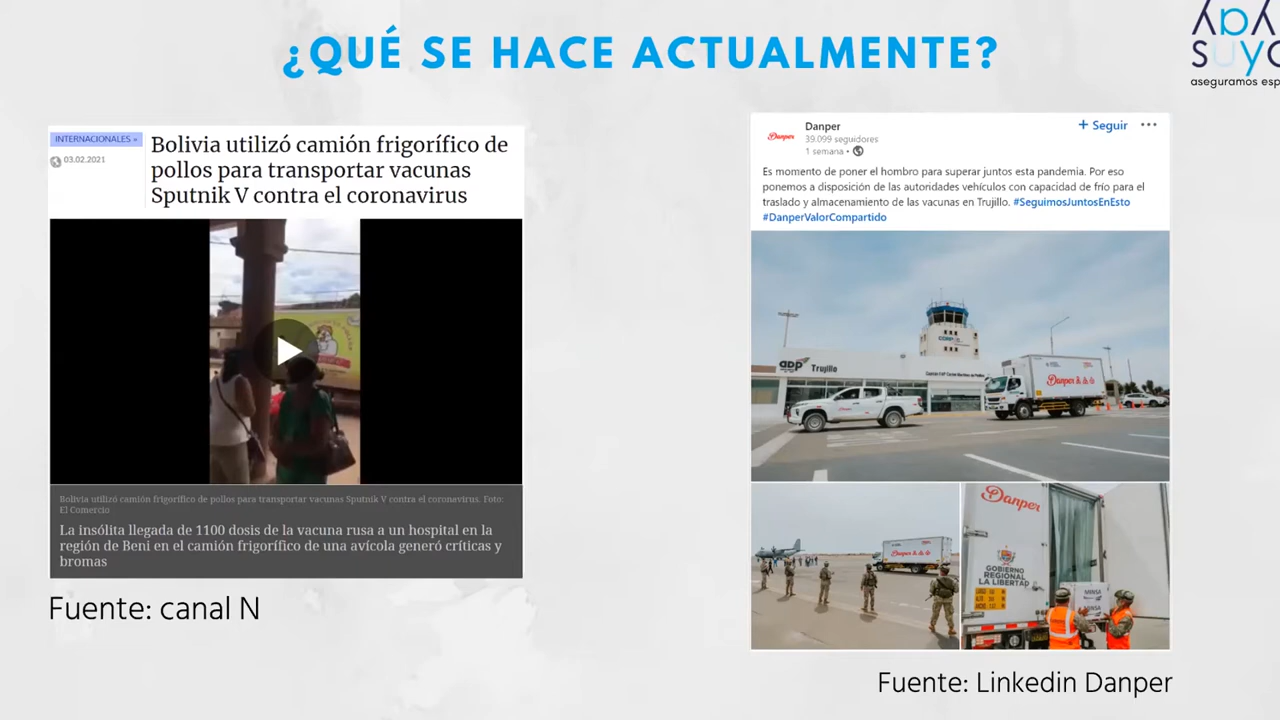 ¿QUÉ SE HACE ACTUALMENTE?
suyo
aseguramos esp
INTERNACIONALES »
03.02.2021
Bolivia utilizó camión frigorífico de
pollos para transportar vacunas
Sputnik V contra el coronavirus
Bolivia utilizó camión frigorífico de pollos para transportar vacunas Sputnik V contra el coronavirus. Foto:
El Comercio
La insólita llegada de 1100 dosis de la vacuna rusa a un hospital en la
región de Beni en el camión frigorífico de una avícola generó críticas y
bromas
Fuente: canal N
Danper
Danper
39.099 seguidores
1 semana •
+ Seguir
Es momento de poner el hombro para superar juntos esta pandemia. Por eso
ponemos a disposición de las autoridades vehículos con capacidad de frío para el
traslado y almacenamiento de las vacunas en Trujillo. #SeguimosJuntosEnEsto
#DanperValorCompartido
CORPAC
adp Trujillo
Danper
Danper
Danper
GOBIERNO
REGIONAL
LA LIBERTAD
MINSA
MINSA
Fuente: Linkedin Danper